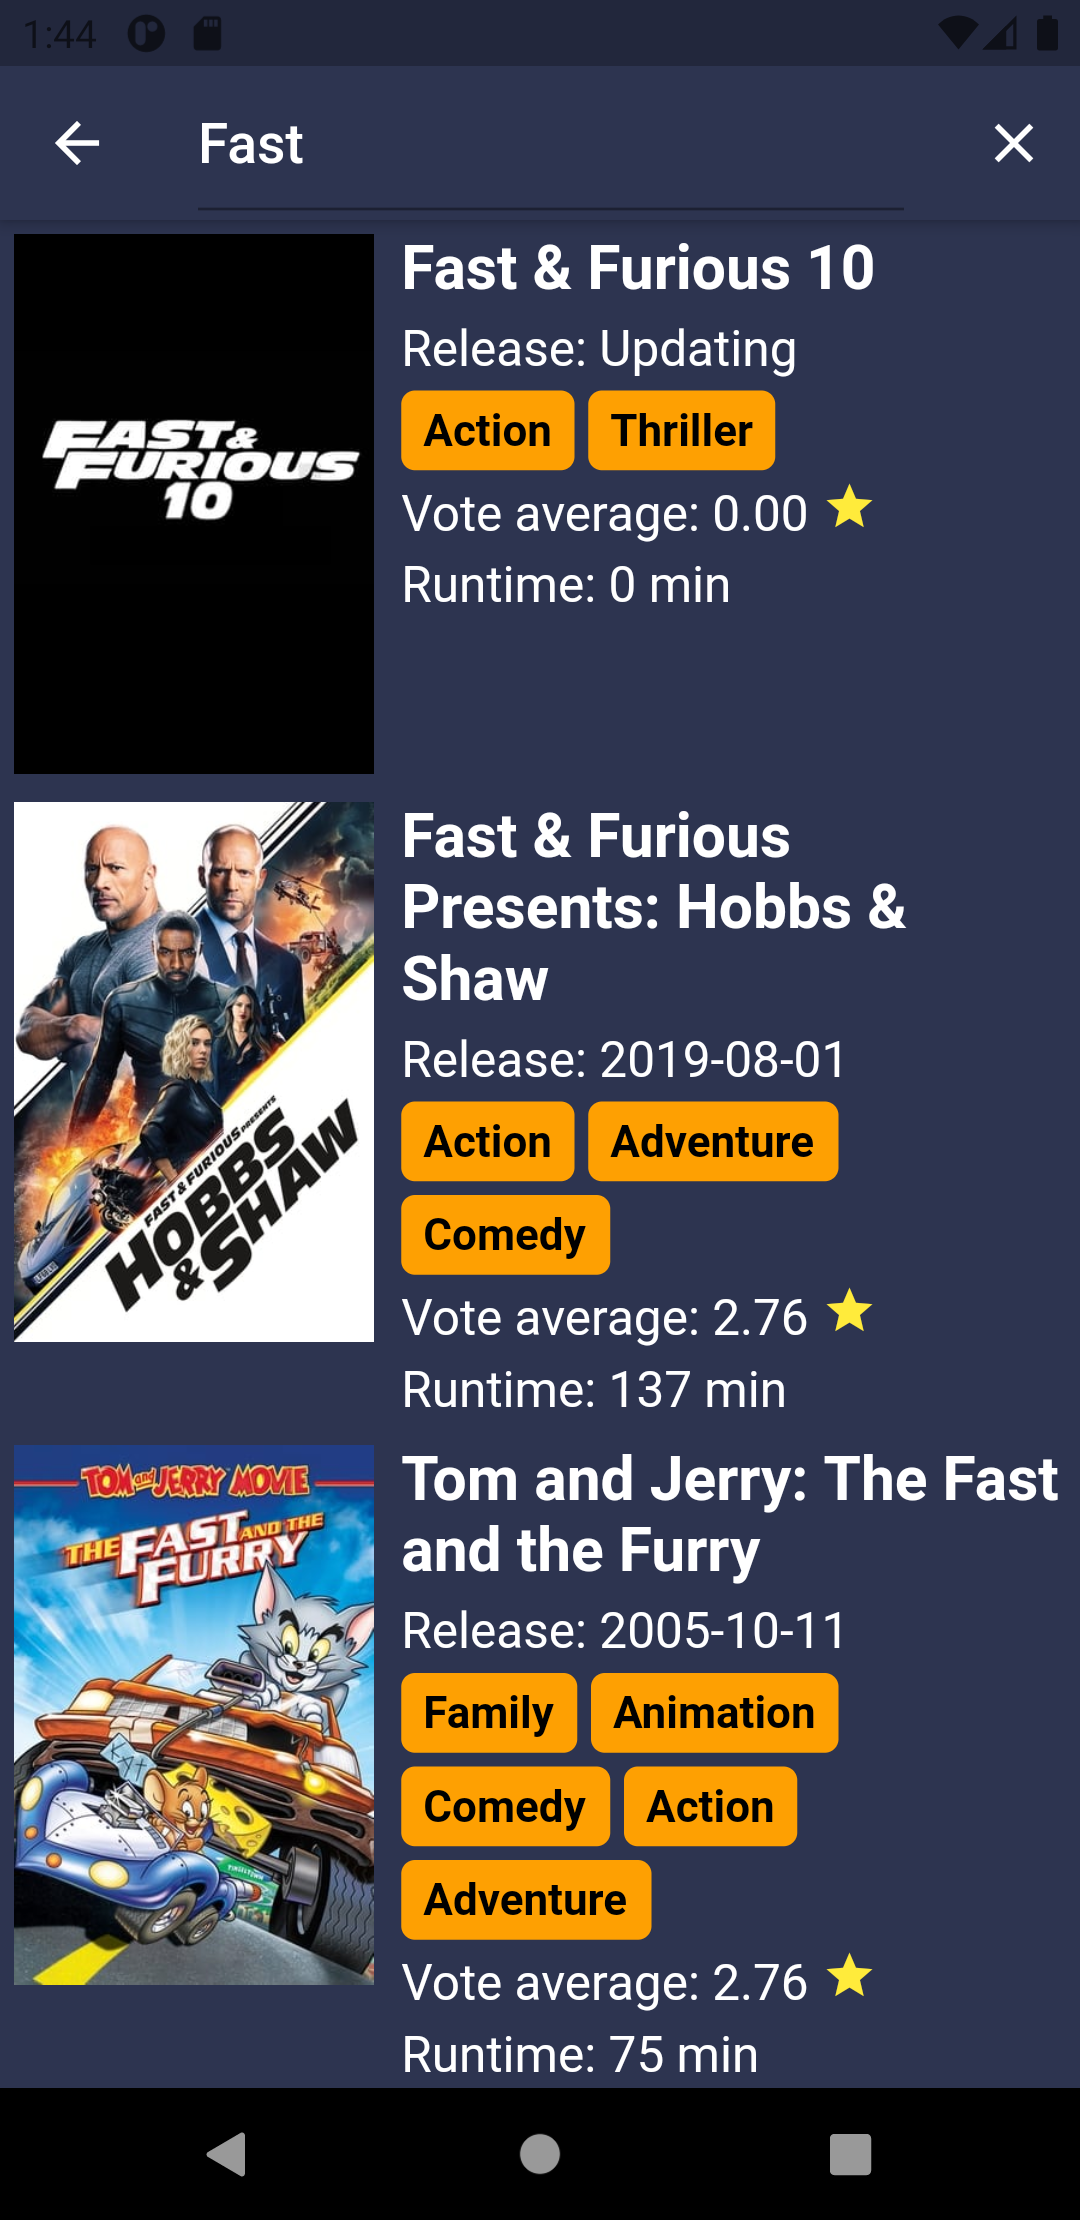 1:44
Fast
FAST &
FURIOUS
10
Fast & Furious 10
Release: Updating
Action Thriller
Vote average: 0.00
Runtime: 0 min
FAST & FURIOUS PRESENTS
HOBBS
& SHAW
Fast & Furious
Presents: Hobbs &
Shaw
Release: 2019-08-01
Action Adventure
Comedy
Vote average: 2.76
Runtime: 137 min
TOM and JERRY MOVIE
THE FAST AND THE
FURRY
Tom and Jerry: The Fast
and the Furry
Release: 2005-10-11
Family Animation
Comedy Action
Adventure
Vote average: 2.76
Runtime: 75 min